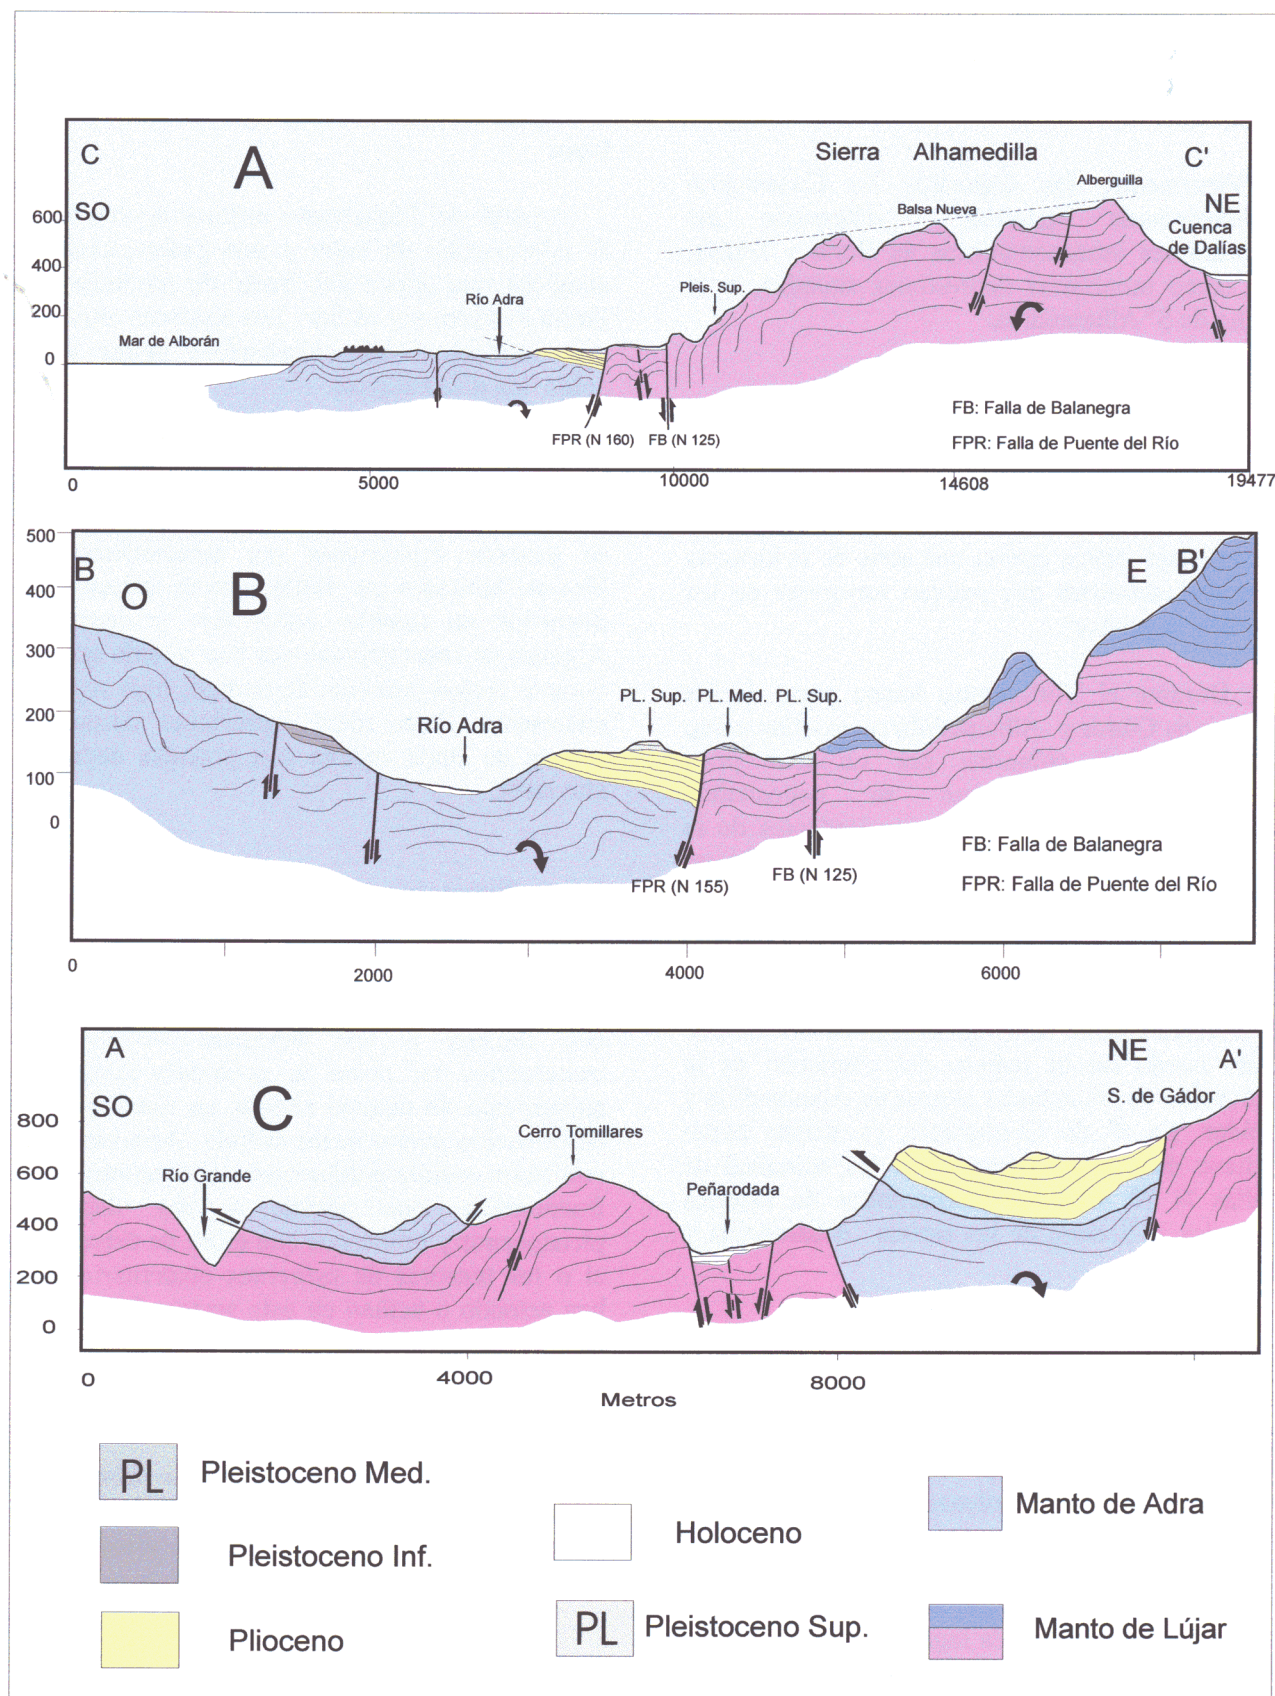 C
A
Sierra Alhamedilla
C'
SO
NE
Alberguilla
Balsa Nueva
Cuenca
de Dalías
600
400
200
0
Pleis. Sup.
Río Adra
Mar de Alborán
FB: Falla de Balanegra
FPR (N 160)
FB (N 125)
FPR: Falla de Puente del Río
0
5000
10000
14608
19477
500
400
300
200
100
0
B
O
B
E
B'
PL. Sup.
PL. Med.
PL. Sup.
Río Adra
FB: Falla de Balanegra
FPR (N 155)
FB (N 125)
FPR: Falla de Puente del Río
0
2000
4000
6000
A
SO
C
NE
A'
S. de Gádor
800
600
400
200
0
Cerro Tomillares
Río Grande
Peñarodada
0
4000
8000
Metros
PL
Pleistoceno Med.
Pleistoceno Inf.
Plioceno
Holoceno
PL
Pleistoceno Sup.
Manto de Adra
Manto de Lújar